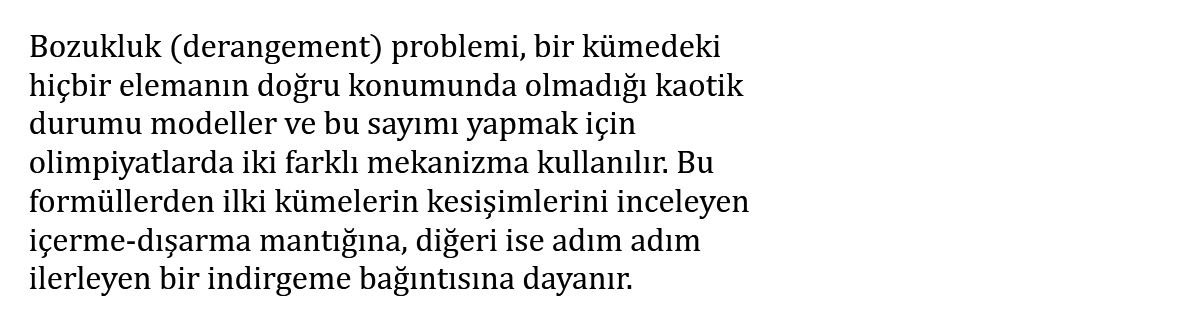 Bozukluk (derangement) problemi, bir kümedeki
hiçbir elemanın doğru konumunda olmadığı kaotik
durumu modeller ve bu sayımı yapmak için
olimpiyatlarda iki farklı mekanizma kullanılır. Bu
formüllerden ilki kümelerin kesişimlerini inceleyen
içerme-dışarma mantığına, diğeri ise adım adım
ilerleyen bir indirgeme bağıntısına dayanır.